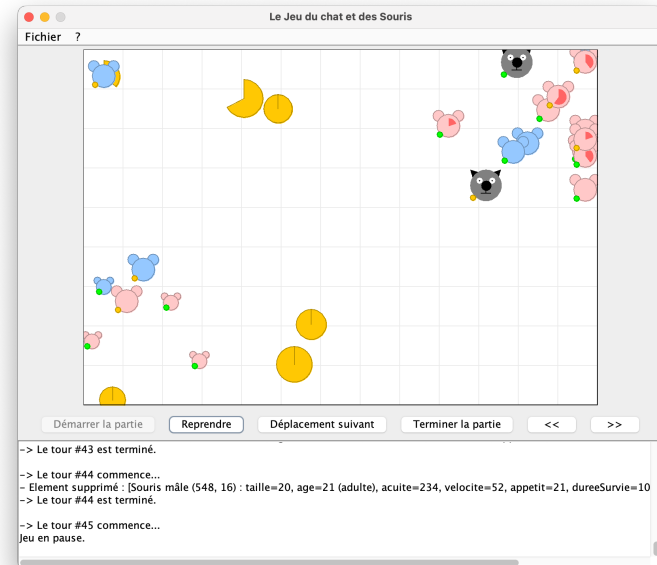 Le Jeu du chat et des Souris
Fichier ?
Démarrer la partie Reprendre Déplacement suivant Terminer la partie << >>
-> Le tour #43 est terminé.
-> Le tour #44 commence...
- Element supprimé : [Souris mâle (548, 16) : taille=20, age=21 (adulte), acuite=234, velocite=52, appetit=21, dureeSurvie=10
-> Le tour #44 est terminé.
-> Le tour #45 commence...
Jeu en pause.